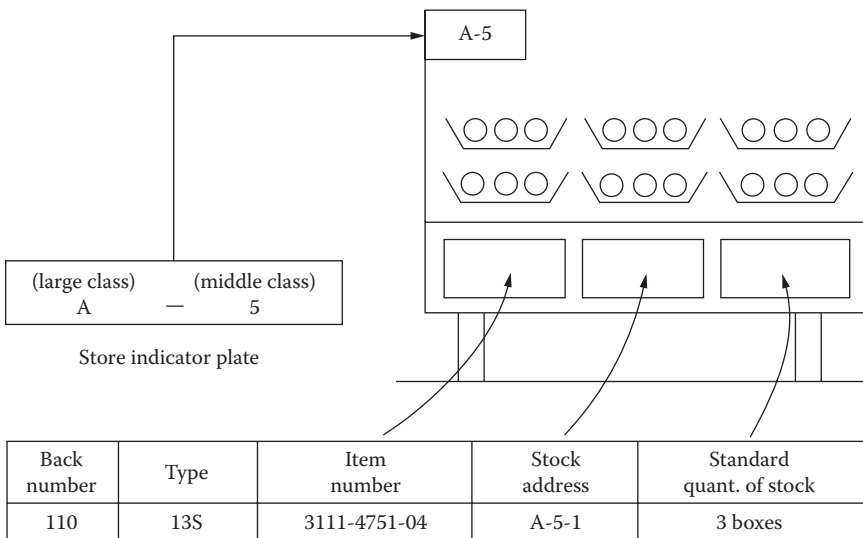 A-5
(large class) (middle class)
A — 5
Store indicator plate
Back number
Type
Item number
Stock address
Standard quant. of stock
110
13S
3111-4751-04
A-5-1
3 boxes